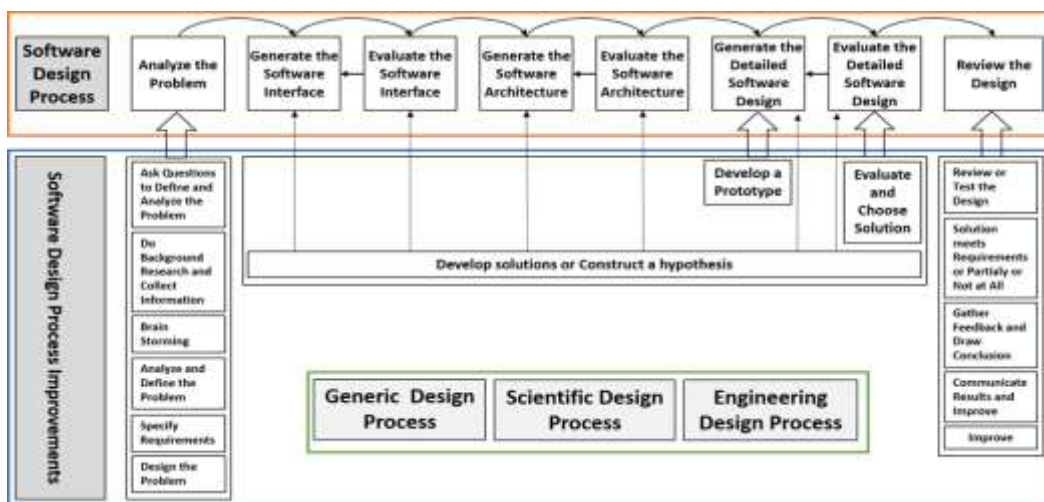 Software
Design
Process
Analyze the
Problem
Generate the
Software
Interface
Evaluate the
Software
Interface
Generate the
Software
Architecture
Evaluate the
Software
Architecture
Generate the
Detailed
Software
Design
Evaluate the
Detailed
Software
Design
Review the
Design
Software Design Process Improvements
Ask Questions
to Define and
Analyze the
Problem
Do
Background
Research and
Collect
Information
Brain
Storming
Analyze and
Define the
Problem
Specify
Requirements
Design the
Problem
Develop a
Prototype
Evaluate
and
Choose
Solution
Develop solutions or Construct a hypothesis
Generic Design
Process
Scientific Design
Process
Engineering
Design Process
Review or
Test the
Design
Solution
meets
Requirements
or Partialy or
Not at All
Gather
Feedback and
Draw
Conclusion
Communicate
Results and
Improve
Improve